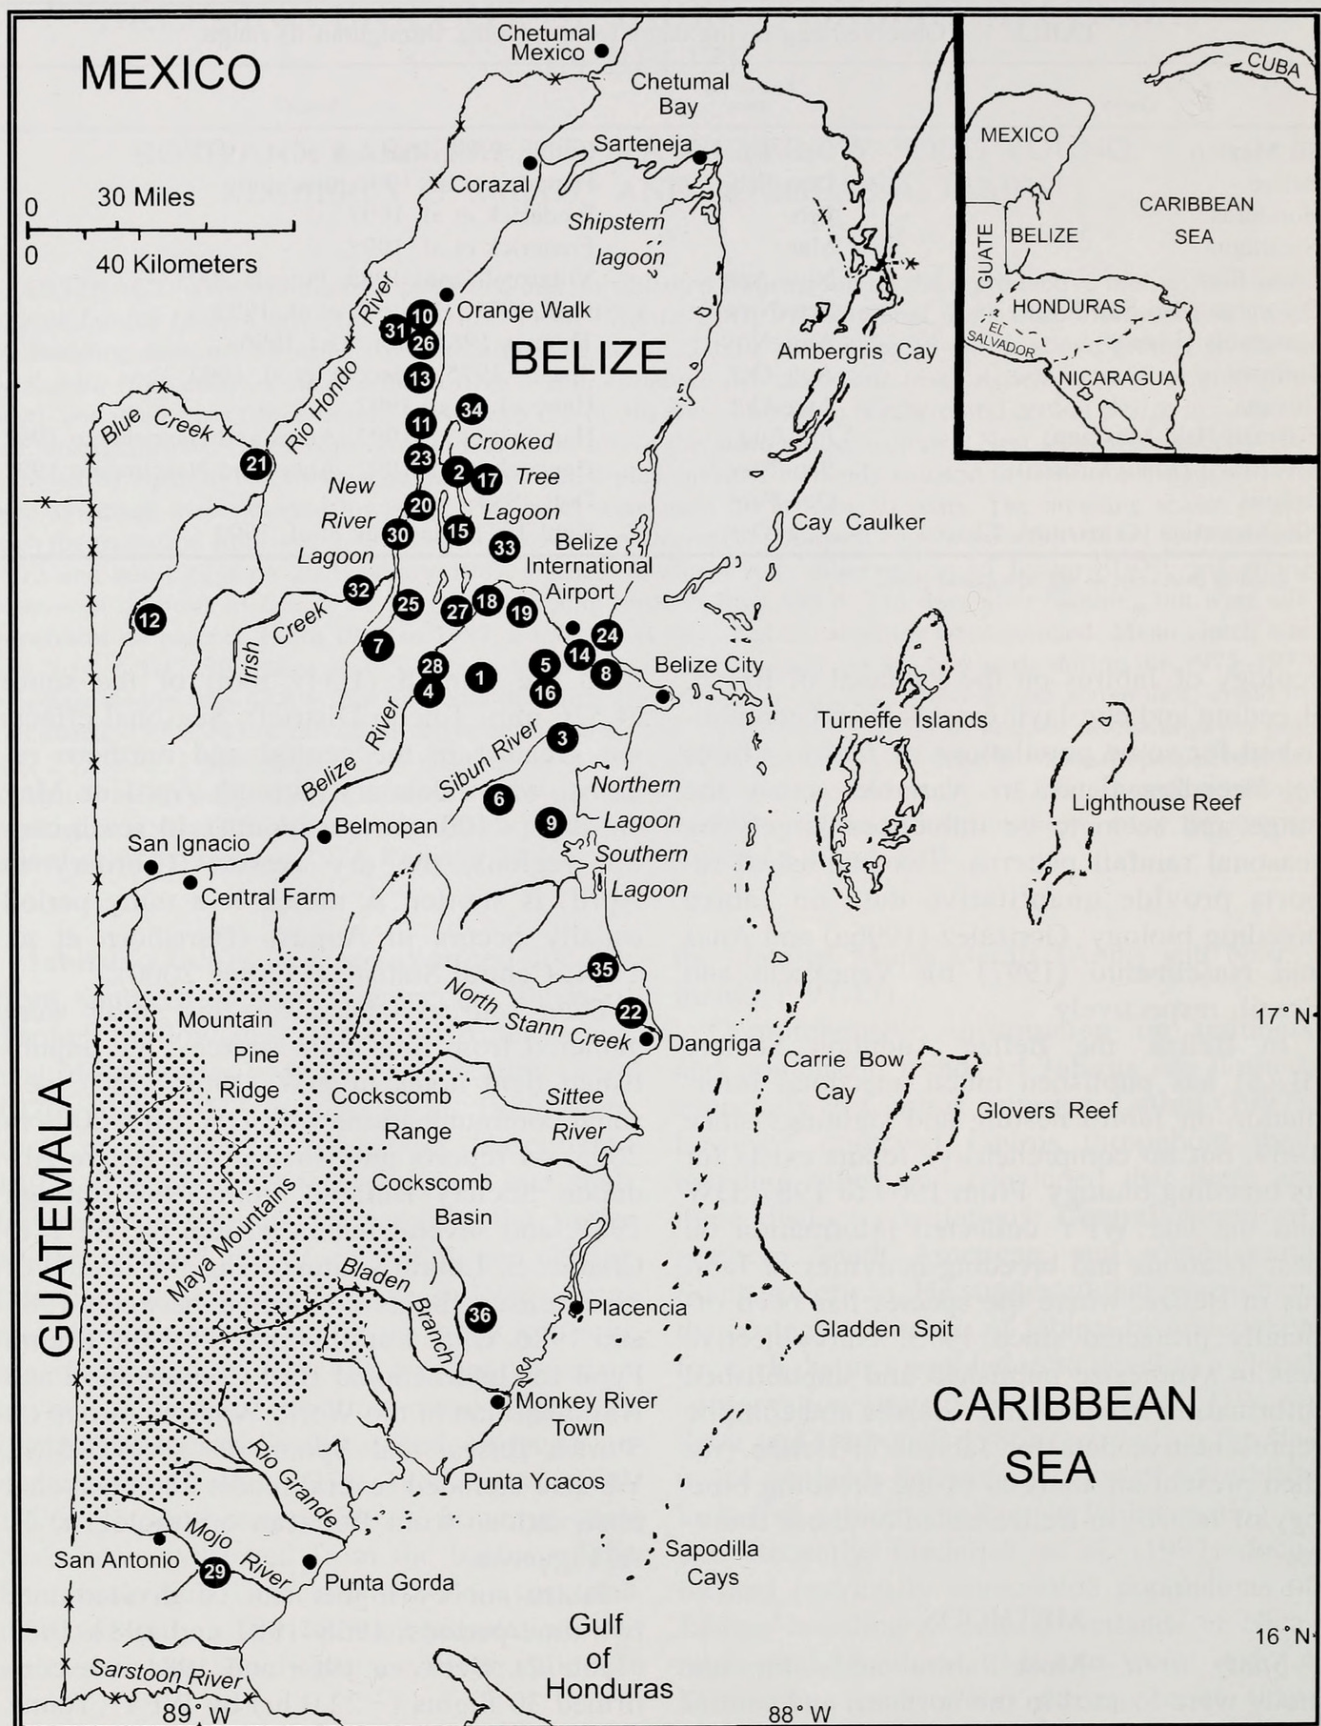 Chetumal
Mexico
MEXICO
Chetumal
Bay
Sarteneja
Corazal
CUBA
MEXICO
CARIBBEAN
SEA
GUATE
BELIZE
HONDURAS
EL
SALVADOR
NICARAGUA
0
30 Miles
0
40 Kilometers
Shipstern
lagoon
Rio Hondo River
10
Orange Walk
31
26
BELIZE
Ambergris Cay
13
34
Blue Creek
11
Crooked
Tree
Lagoon
21
23
2
17
New
River
Lagoon
20
30
15
33
Cay Caulker
Belize
International
Airport
32
25
27
18
19
12
Irish Creek
24
7
14
28
5
8
Belize City
4
1
16
Turneffe Islands
3
Belize River
Sibun River
Lighthouse Reef
6
Northern
Lagoon
9
Belmopan
San Ignacio
Southern
Lagoon
Central Farm
35
Mountain
Pine
Ridge
North Stann Creek
22
17° N
Dangriga
Carrie Bow
Cay
Cockscomb
Range
Sittee
River
Glovers Reef
GUATEMALA
Cockscomb
Basin
Maya Mountains
Bladen Branch
36
Placencia
Gladden Spit
Monkey River
Town
CARIBBEAN
SEA
Rio Grande
Punta Ycacos
Mojo River
San Antonio
29
Punta Gorda
Sapodilla
Cays
Gulf
of
Honduras
16° N
Sarstoon River
89° W
88° W